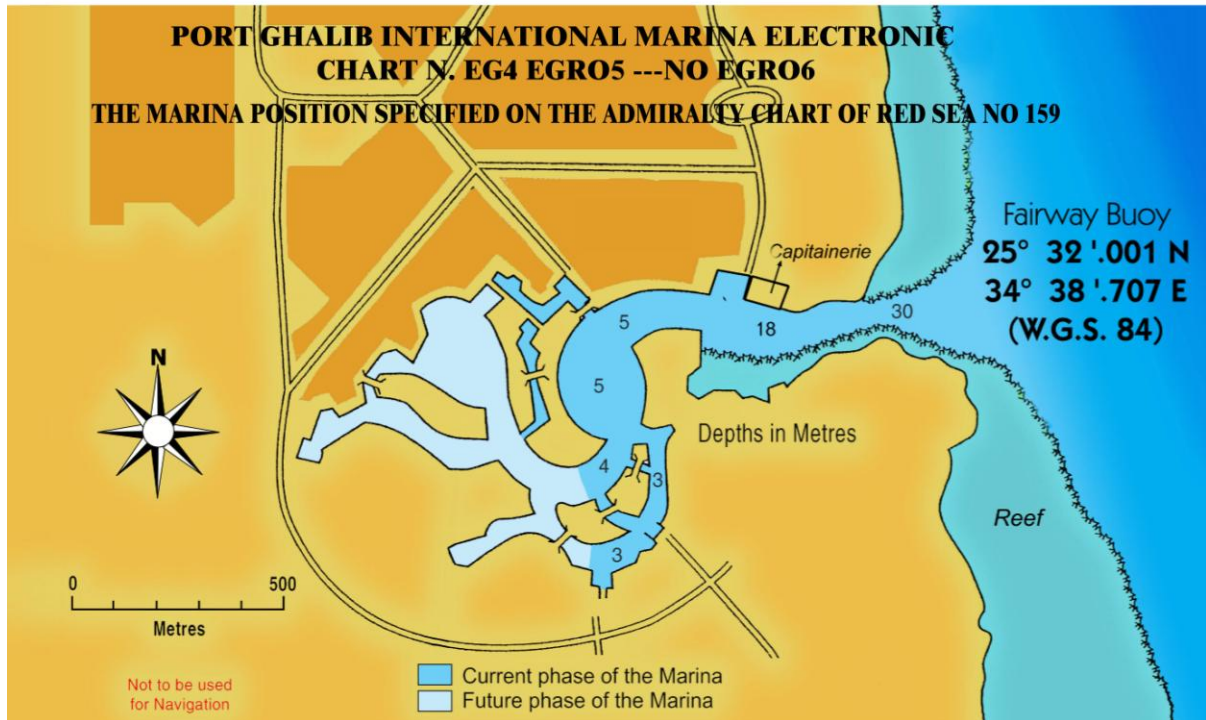 PORT GHALIB INTERNATIONAL MARINA ELECTRONIC
CHART N. EG4 EGRO5 ---NO EGRO6
THE MARINA POSITION SPECIFIED ON THE ADMIRALTY CHART OF RED SEA NO 159
Fairway Buoy
25° 32 '.001 N
34° 38 '.707 E
(W.G.S. 84)
Capitainerie
30
18
5
5
N
Depths in Metres
4
3
3
Reef
0 500
Metres
Current phase of the Marina
Future phase of the Marina
Not to be used
for Navigation